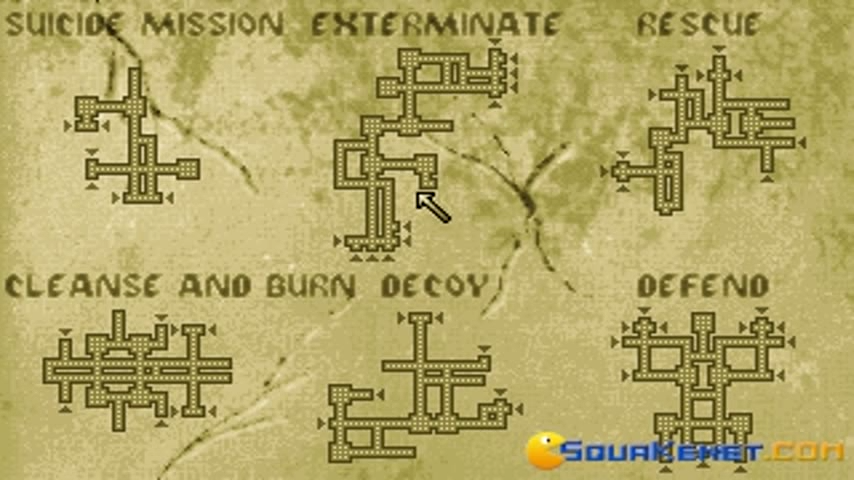 SUICIDE MISSION EXTERMINATE RESCUE
CLEANSE AND BURN DECOY DEFEND
SquaKeNet.com